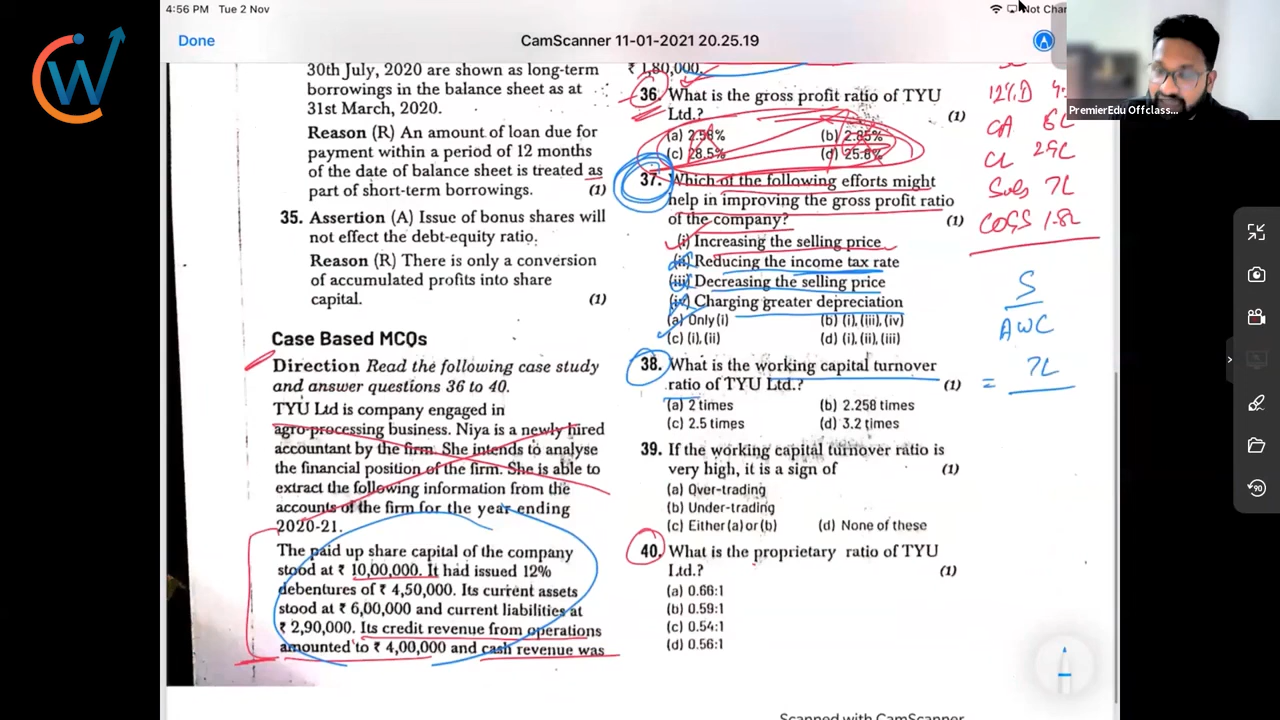 4:56 PM Tue 2 Nov
Not Char
Done
CamScanner 11-01-2021 20.25.19
CW
PremierEdu Offclass...
30th July, 2020 are shown as long-term
borrowings in the balance sheet as at
31st March, 2020.
Reason (R) An amount of loan due for
payment within a period of 12 months
of the date of balance sheet is treated as
part of short-term borrowings. (1)
35. Assertion (A) Issue of bonus shares will
not effect the debt-equity ratio.
Reason (R) There is only a conversion
of accumulated profits into share
capital. (1)
Case Based MCQs
Direction Read the following case study
and answer questions 36 to 40.
TYU Ltd is company engaged in
agro-processing business. Niya is a newly hired
accountant by the firm. She intends to analyse
the financial position of the firm. She is able to
extract the following information from the
accounts of the firm for the year ending
2020-21.
The paid up share capital of the company
stood at ₹ 10,00,000. It had issued 12%
debentures of ₹ 4,50,000. Its current assets
stood at ₹ 6,00,000 and current liabilities at
₹ 2,90,000. Its credit revenue from operations
amounted to ₹ 4,00,000 and cash revenue was
₹ 1,80,000.
36. What is the gross profit ratio of TYU
Ltd.? (1)
(a) 2.58% (b) 2.85%
(c) 28.5% (d) 25.8%
37. Which of the following efforts might
help in improving the gross profit ratio
of the company? (1)
(i) Increasing the selling price
(ii) Reducing the income tax rate
(iii) Decreasing the selling price
(iv) Charging greater depreciation
(a) Only (i) (b) (i), (iii), (iv)
(c) (i), (ii) (d) (i), (ii), (iii)
38. What is the working capital turnover
ratio of TYU Ltd.? (1)
(a) 2 times (b) 2.258 times
(c) 2.5 times (d) 3.2 times
39. If the working capital turnover ratio is
very high, it is a sign of (1)
(a) Over-trading
(b) Under-trading
(c) Either (a) or (b) (d) None of these
40. What is the proprietary ratio of TYU
Ltd.? (1)
(a) 0.66:1
(b) 0.59:1
(c) 0.54:1
(d) 0.56:1
12% D
CA 6L
CL 2.9L
Sales 7L
COGS 1.8L
S
AWC
= 7L
Scanned with CamScanner
90